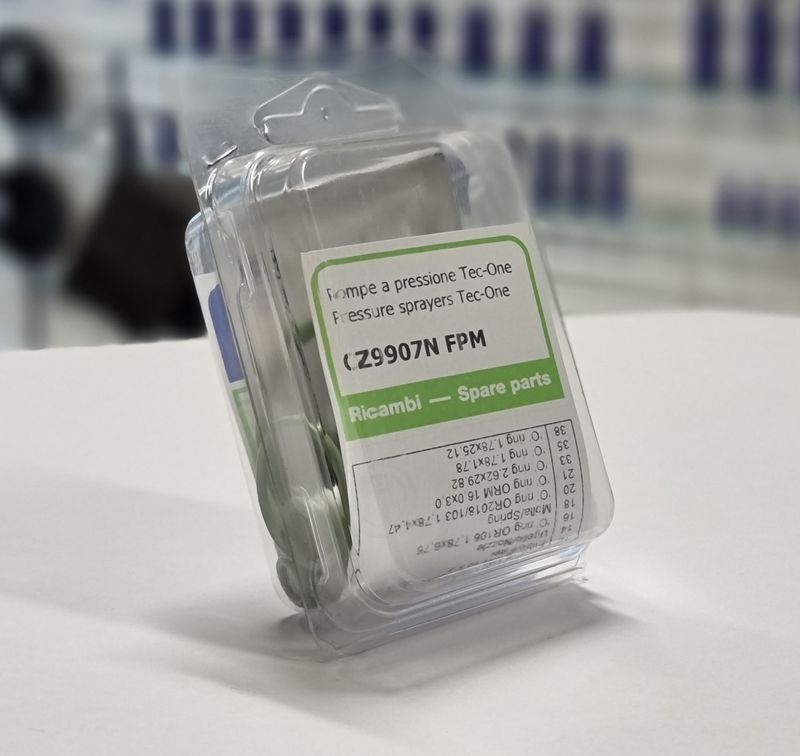 Pompe a pressione Tec-One
Pressure sprayers Tec-One
CZ9907N FPM
Ricambi — Spare parts
14
16 Ugello/Nozzle
18 "O" ring OR106 1.78x6.75
20 Molla/Spring
21 "O" ring OR2018/103 1.78x4.47
33 "O" ring ORM 16.0x3.0
35 "O" ring 2.62x29.82
38 "O" ring 1.78x1.78
"O" ring 1.78x25.12